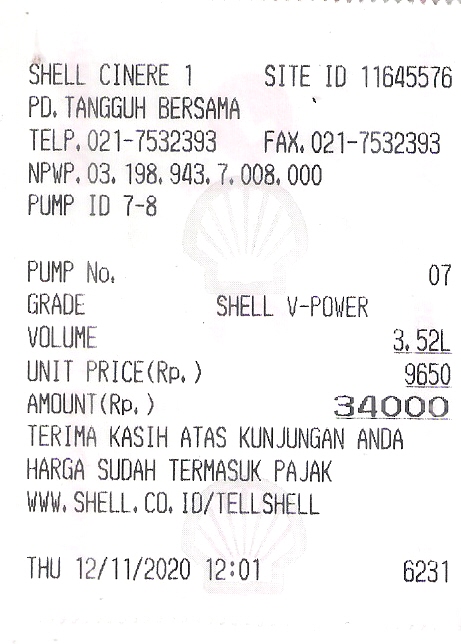 SHELL CINERE 1 SITE ID 11645576
PD. TANGGUH BERSAMA
TELP. 021-7532393 FAX. 021-7532393
NPWP. 03. 198. 943. 7. 008. 000
PUMP ID 7-8
PUMP No. 07
GRADE SHELL V-POWER
VOLUME 3.52L
UNIT PRICE(Rp.) 9650
AMOUNT(Rp.) 34000
TERIMA KASIH ATAS KUNJUNGAN ANDA
HARGA SUDAH TERMASUK PAJAK
WWW.SHELL.CO.ID/TELLSHELL
THU 12/11/2020 12:01 6231